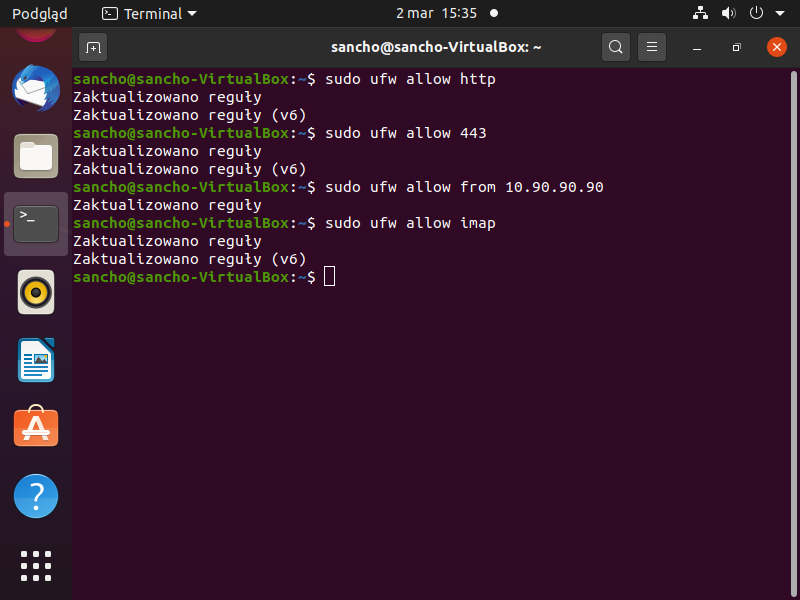 Podgląd
Terminal
2 mar 15:35
sancho@sancho-VirtualBox: ~
sancho@sancho-VirtualBox:~$ sudo ufw allow http
Zaktualizowano reguły
Zaktualizowano reguły (v6)
sancho@sancho-VirtualBox:~$ sudo ufw allow 443
Zaktualizowano reguły
Zaktualizowano reguły (v6)
sancho@sancho-VirtualBox:~$ sudo ufw allow from 10.90.90.90
Zaktualizowano reguły
sancho@sancho-VirtualBox:~$ sudo ufw allow imap
Zaktualizowano reguły
Zaktualizowano reguły (v6)
sancho@sancho-VirtualBox:~$